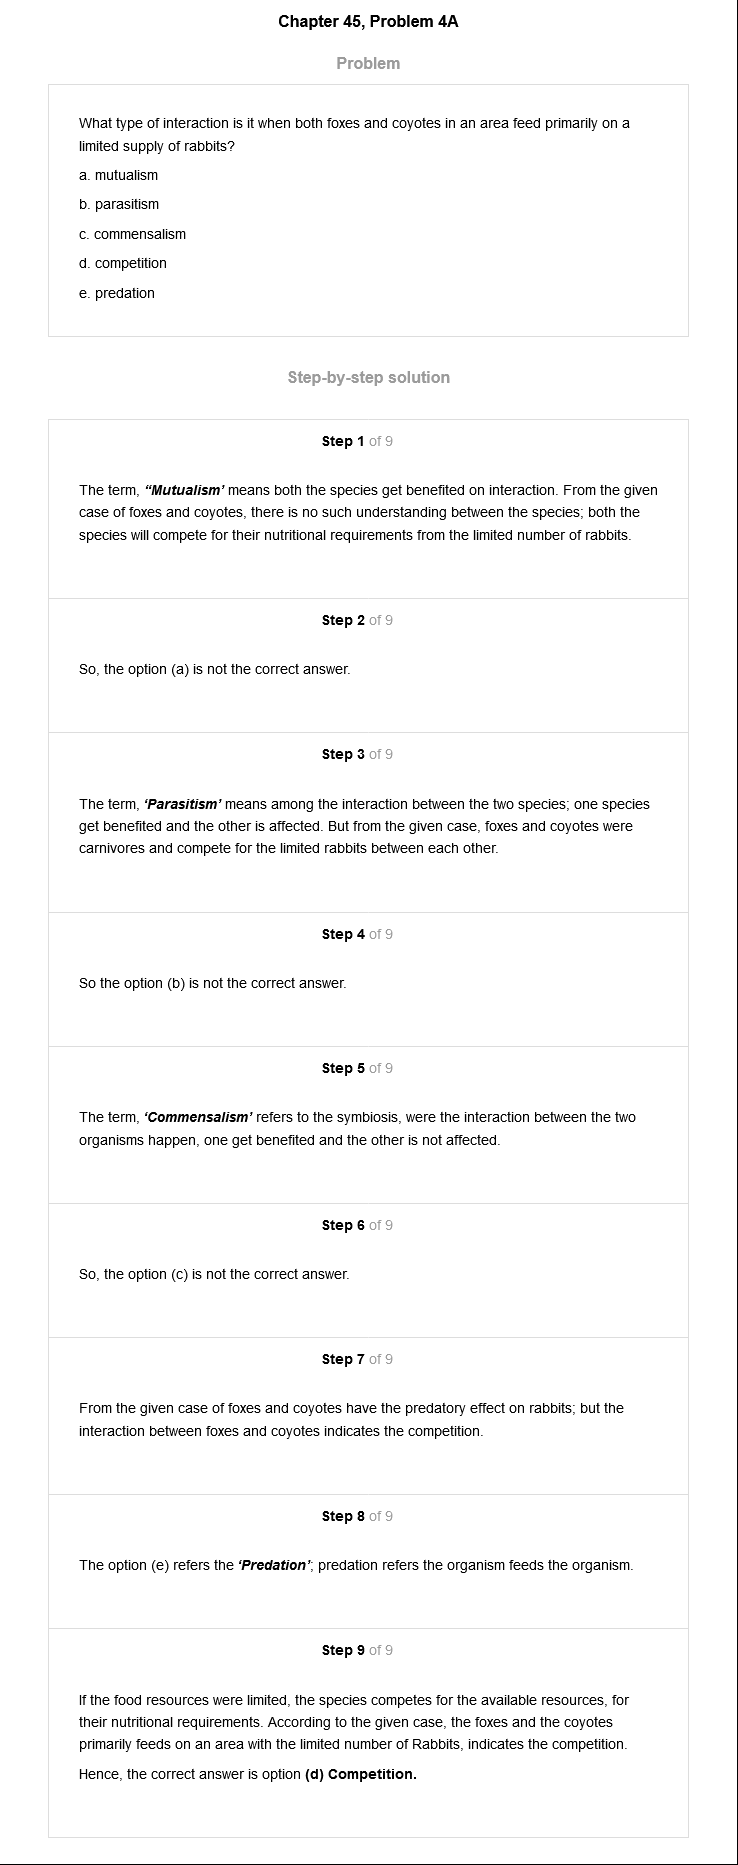 Chapter 45, Problem 4A
Problem
What type of interaction is it when both foxes and coyotes in an area feed primarily on a
limited supply of rabbits?
a. mutualism
b. parasitism
c. commensalism
d. competition
e. predation
Step-by-step solution
Step 1 of 9
The term, “Mutualism’ means both the species get benefited on interaction. From the given
case of foxes and coyotes, there is no such understanding between the species; both the
species will compete for their nutritional requirements from the limited number of rabbits.
Step 2 of 9
So, the option (a) is not the correct answer.
Step 3 of 9
The term, ‘Parasitism’ means among the interaction between the two species; one species
get benefited and the other is affected. But from the given case, foxes and coyotes were
carnivores and compete for the limited rabbits between each other.
Step 4 of 9
So the option (b) is not the correct answer.
Step 5 of 9
The term, ‘Commensalism’ refers to the symbiosis, were the interaction between the two
organisms happen, one get benefited and the other is not affected.
Step 6 of 9
So, the option (c) is not the correct answer.
Step 7 of 9
From the given case of foxes and coyotes have the predatory effect on rabbits; but the
interaction between foxes and coyotes indicates the competition.
Step 8 of 9
The option (e) refers the ‘Predation’; predation refers the organism feeds the organism.
Step 9 of 9
If the food resources were limited, the species competes for the available resources, for
their nutritional requirements. According to the given case, the foxes and the coyotes
primarily feeds on an area with the limited number of Rabbits, indicates the competition.
Hence, the correct answer is option (d) Competition.